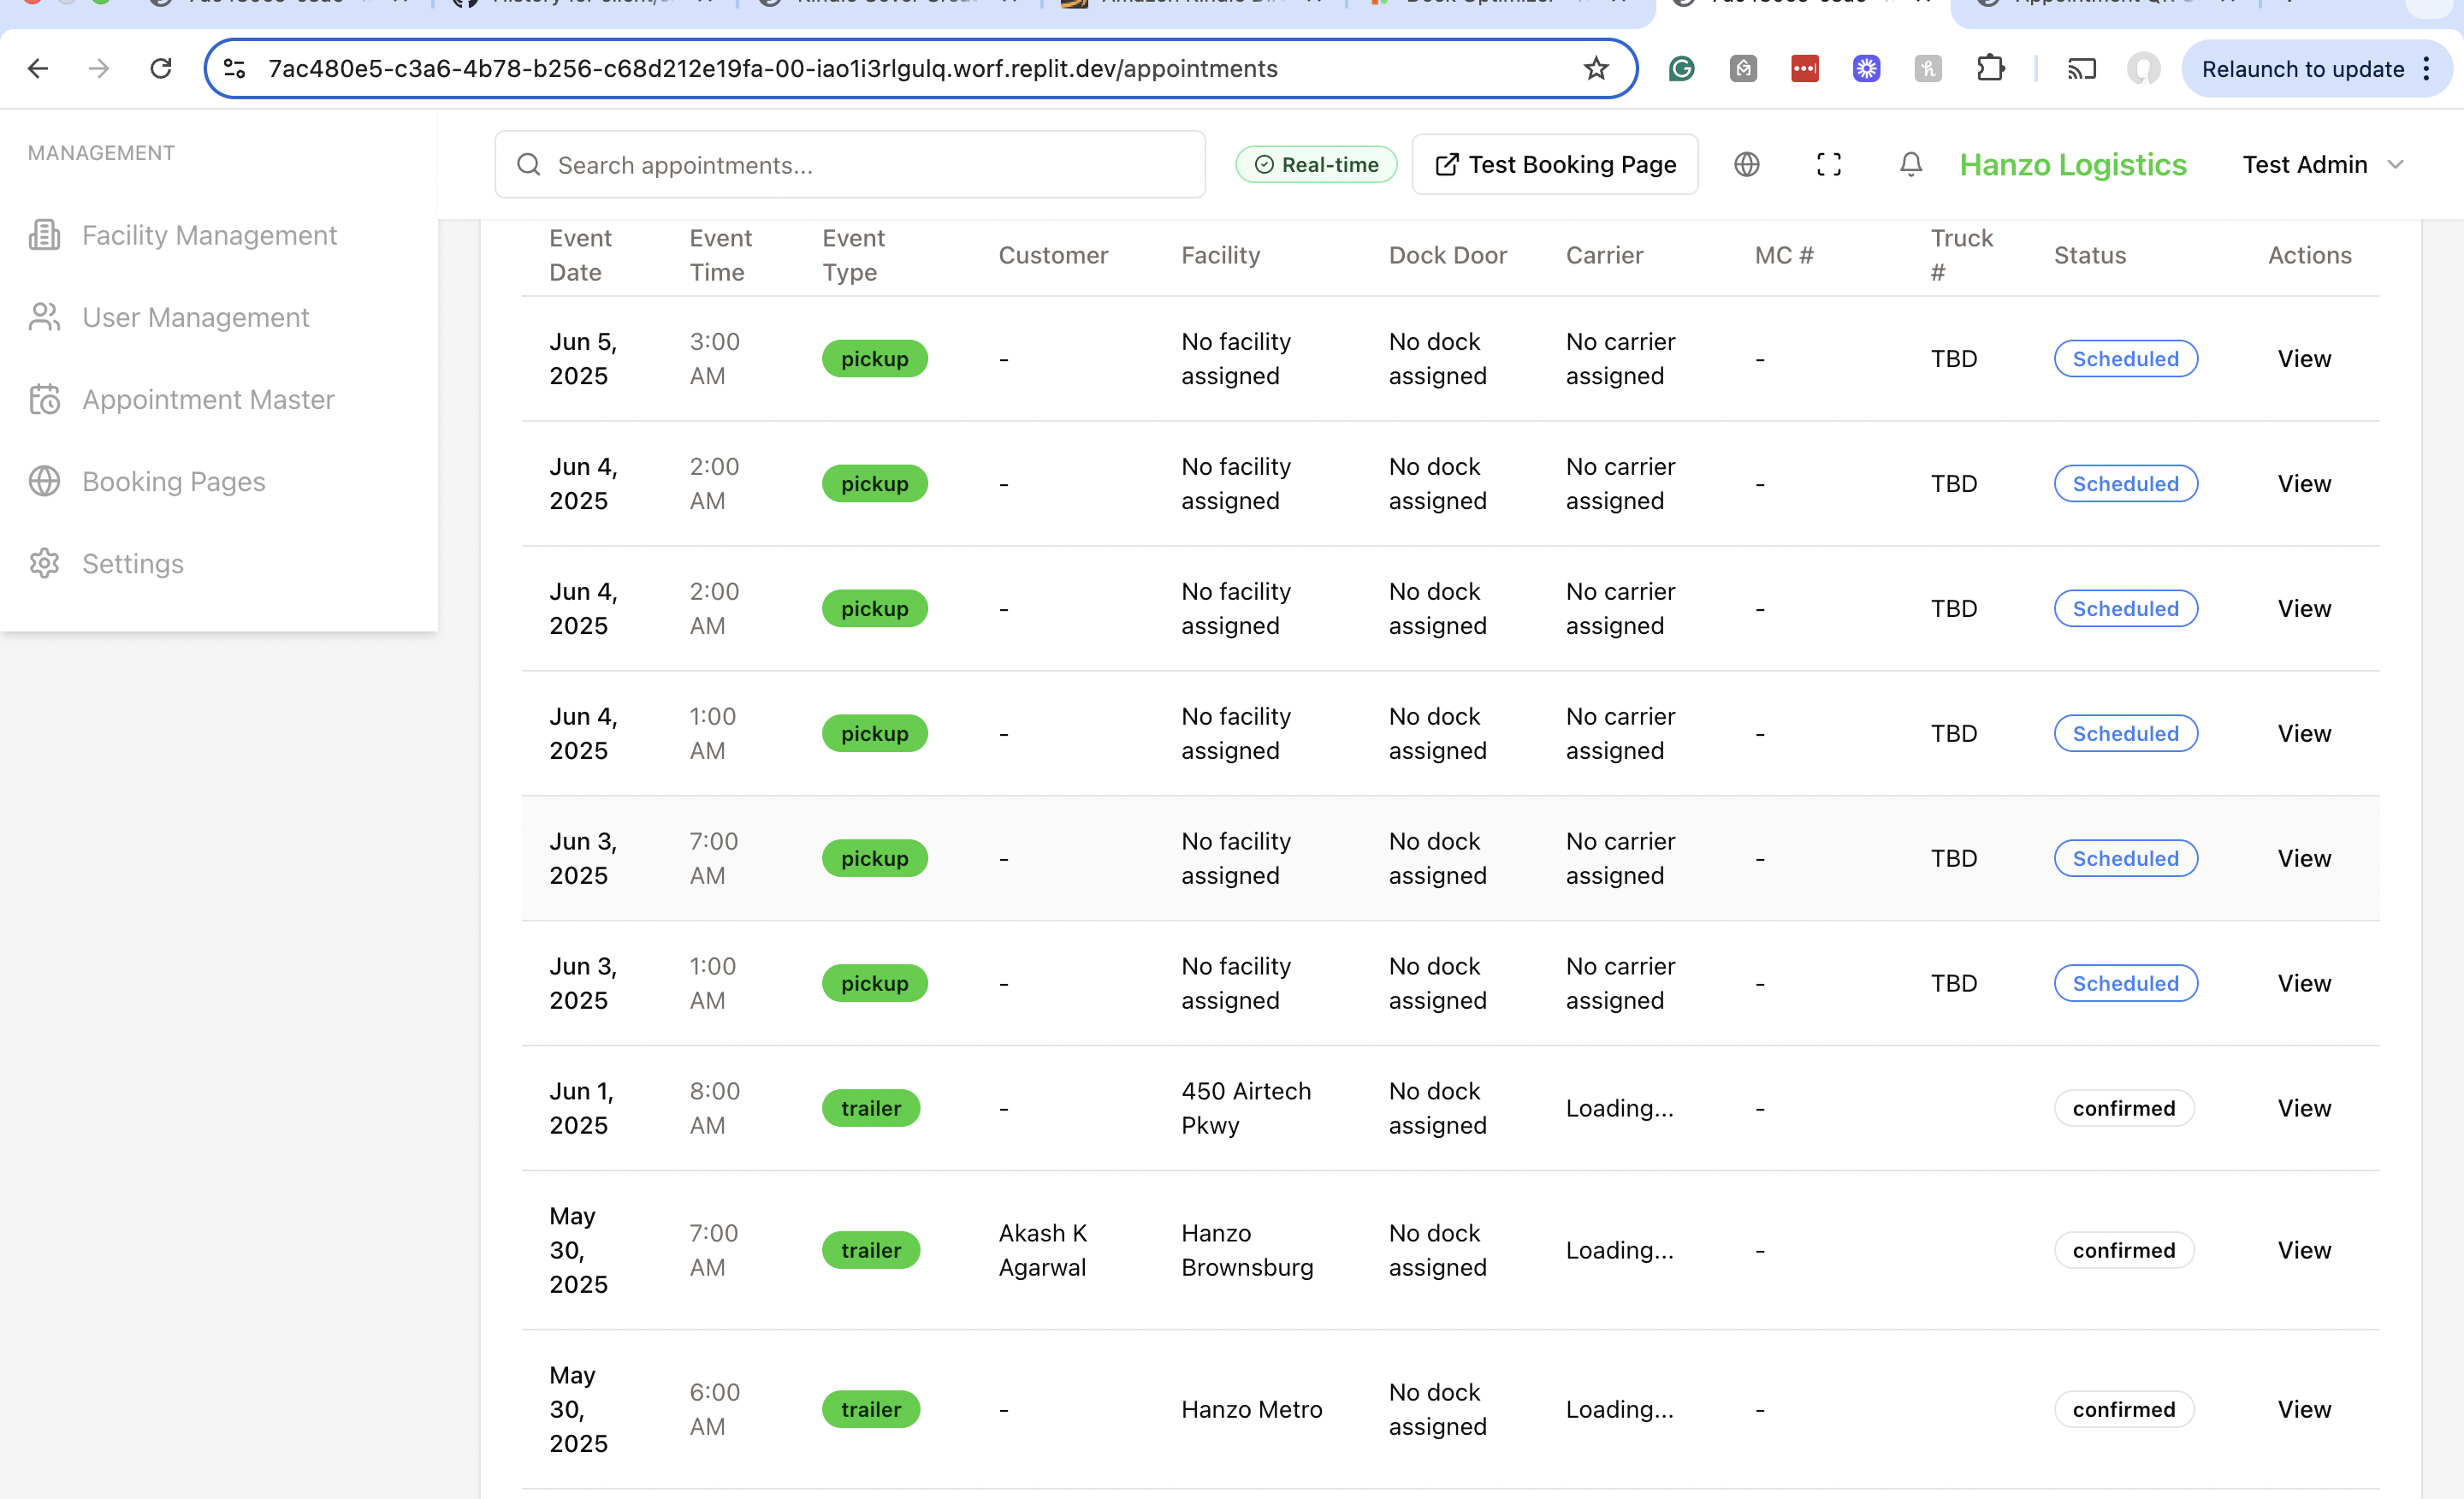 7ac480e5-c3a6-4b78-b256-c68d212e19fa-00-iao1i3rlgulq.worf.replit.dev/appointments
Relaunch to update
MANAGEMENT
Facility Management
User Management
Appointment Master
Booking Pages
Settings
Search appointments...
Real-time
Test Booking Page
Hanzo Logistics
Test Admin
Event Date Event Time Event Type Customer Facility Dock Door Carrier MC # Truck # Status Actions
Jun 5, 2025 3:00 AM pickup - No facility assigned No dock assigned No carrier assigned - TBD Scheduled View
Jun 4, 2025 2:00 AM pickup - No facility assigned No dock assigned No carrier assigned - TBD Scheduled View
Jun 4, 2025 2:00 AM pickup - No facility assigned No dock assigned No carrier assigned - TBD Scheduled View
Jun 4, 2025 1:00 AM pickup - No facility assigned No dock assigned No carrier assigned - TBD Scheduled View
Jun 3, 2025 7:00 AM pickup - No facility assigned No dock assigned No carrier assigned - TBD Scheduled View
Jun 3, 2025 1:00 AM pickup - No facility assigned No dock assigned No carrier assigned - TBD Scheduled View
Jun 1, 2025 8:00 AM trailer - 450 Airtech Pkwy No dock assigned Loading... - confirmed View
May 30, 2025 7:00 AM trailer Akash K Agarwal Hanzo Brownsburg No dock assigned Loading... - confirmed View
May 30, 2025 6:00 AM trailer - Hanzo Metro No dock assigned Loading... - confirmed View